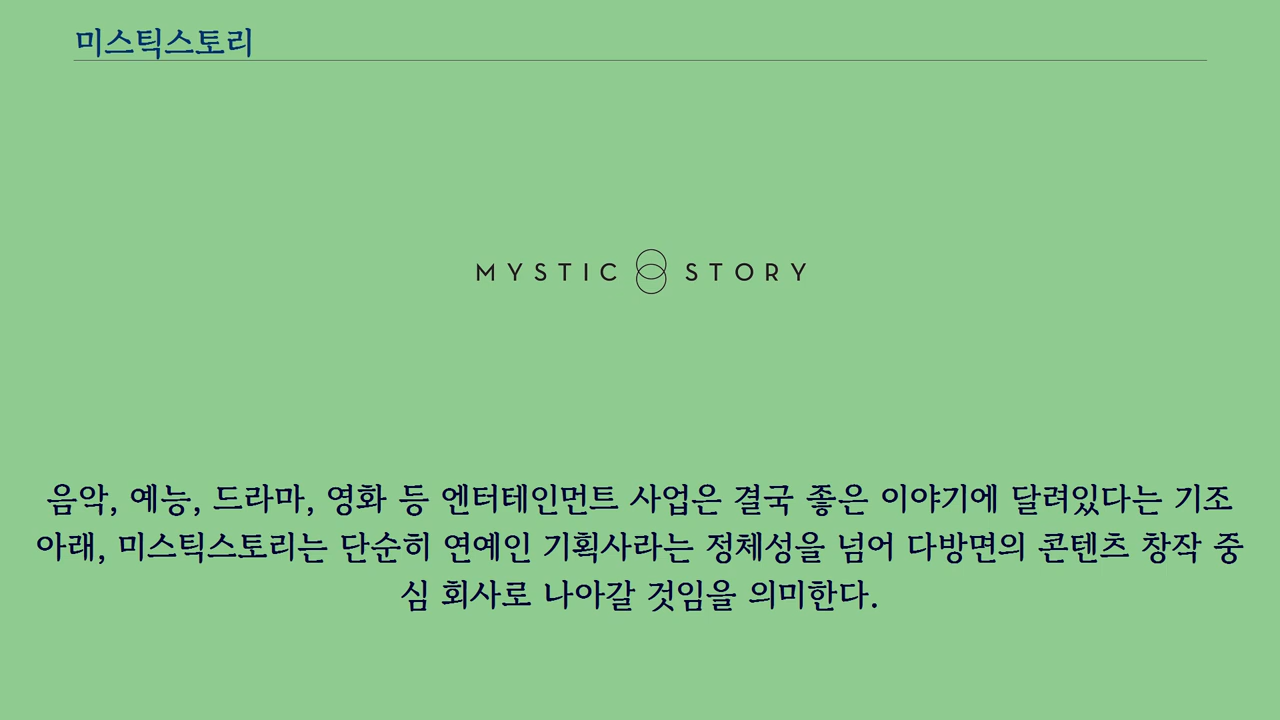 미스틱스토리
MYSTIC STORY
음악, 예능, 드라마, 영화 등 엔터테인먼트 사업은 결국 좋은 이야기에 달려있다는 기조
아래, 미스틱스토리는 단순히 연예인 기획사라는 정체성을 넘어 다방면의 콘텐츠 창작 중
심 회사로 나아갈 것임을 의미한다.